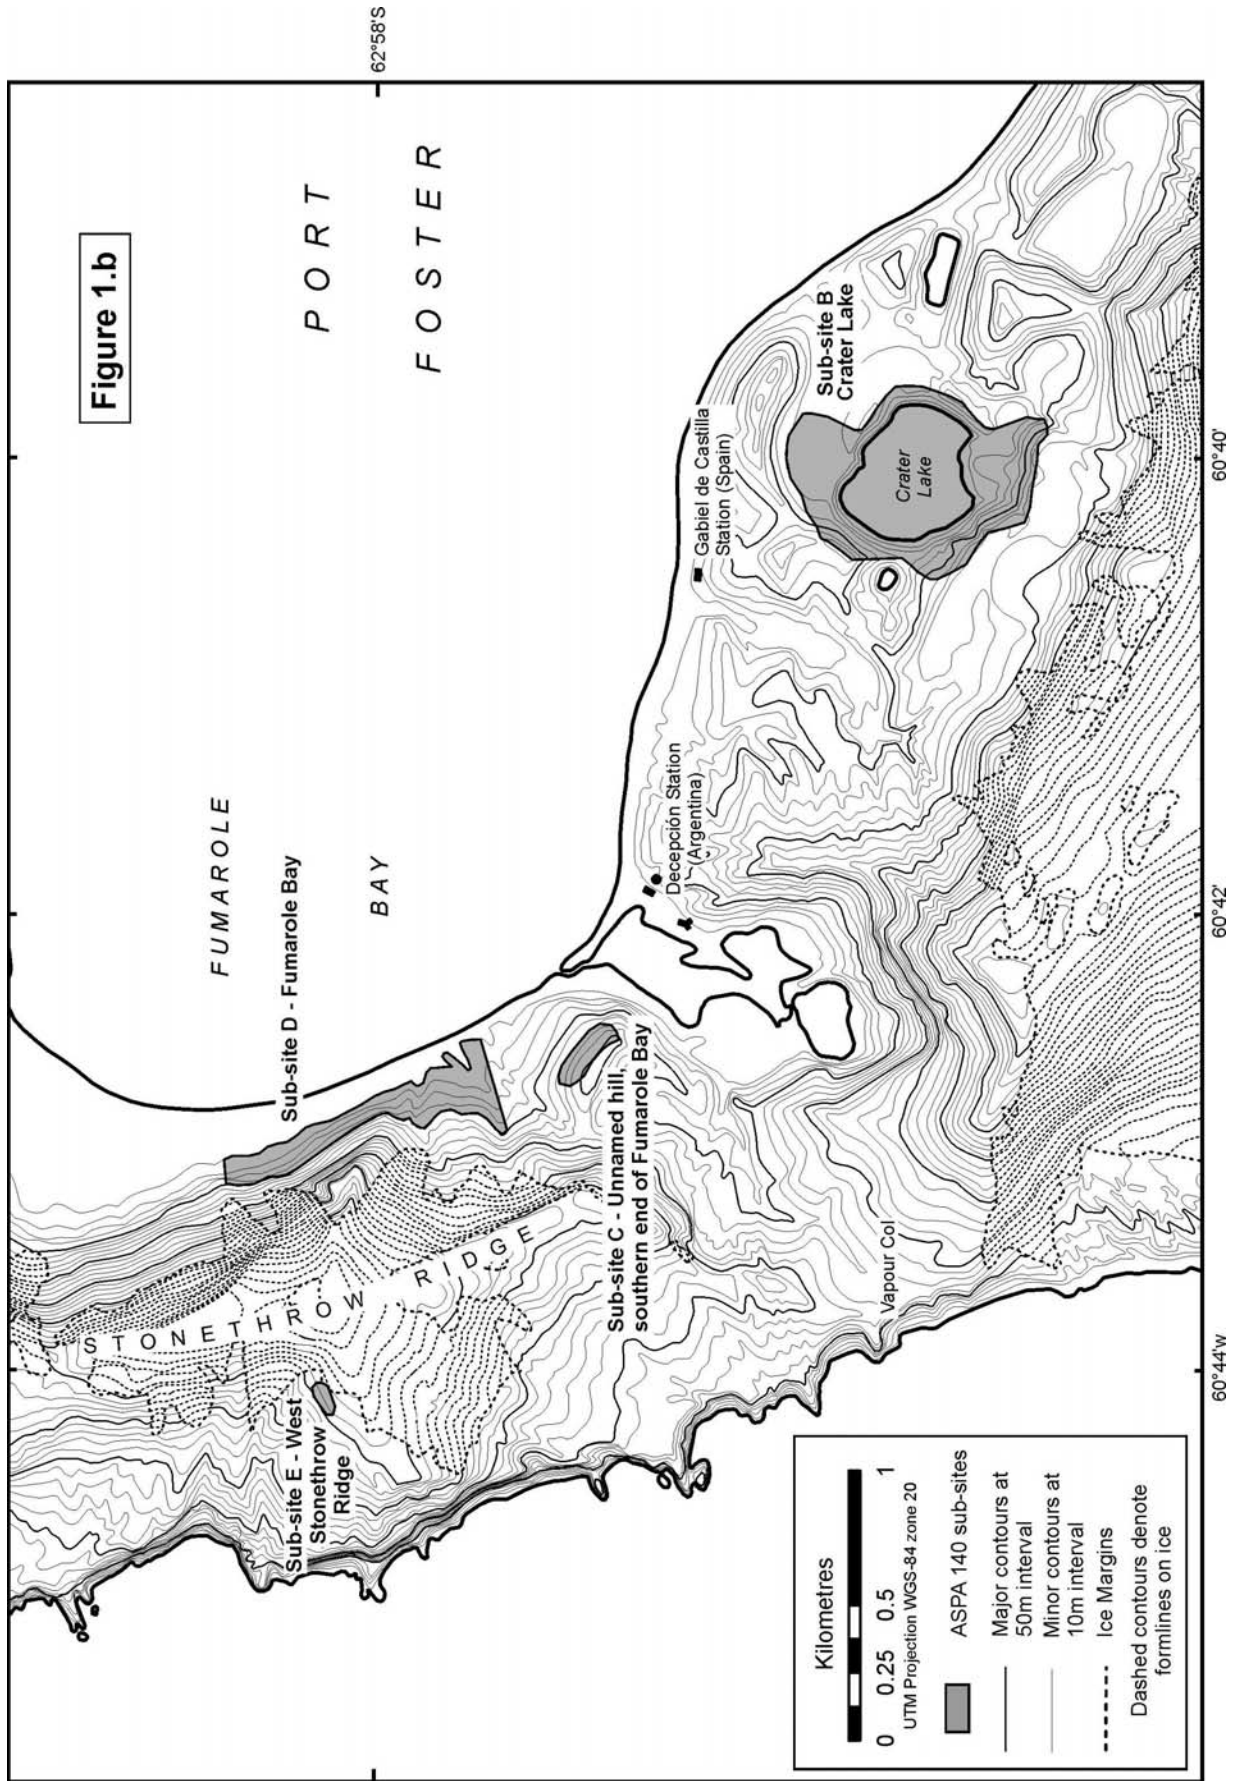 Figure 1.b
62°58'S
PORT
FOSTER
FUMAROLE
BAY
Sub-site D - Fumarole Bay
Sub-site B
Crater Lake
Crater
Lake
Gabiel de Castilla
Station (Spain)
Decepción Station
(Argentina)
Sub-site C - Unnamed hill,
southern end of Fumarole Bay
STONETHROW RIDGE
Sub-site E - West
Stonethrow
Ridge
Vapour Col
60°40'
60°42'
60°44'W
Kilometres
0 0.25 0.5 1
UTM Projection WGS-84 zone 20
ASPA 140 sub-sites
Major contours at
50m interval
Minor contours at
10m interval
Ice Margins
Dashed contours denote
formlines on ice